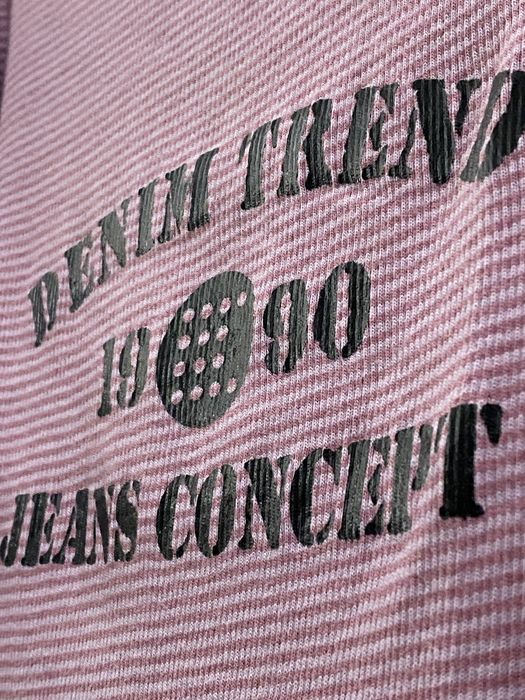 DENIM TREND
19 90
JEANS CONCEPT